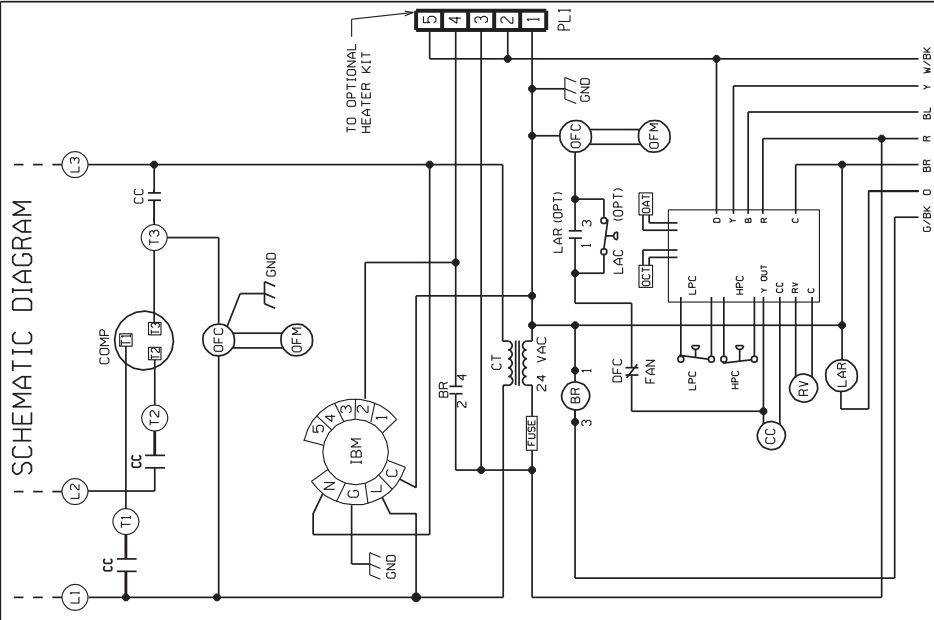 SCHEMATIC DIAGRAM
L1
L2
L3
CC
T1
CC
T2
CC
T3
COMP
T1
T2
T3
OFC
OFM
GND
IBM
5
4
3
2
1
N
G
L
C
GND
BR
2
4
CT
24 VAC
FUSE
TO OPTIONAL
HEATER KIT
5
4
3
2
1
PL1
GND
OFC
OFM
LAR (OPT)
1
3
LAC (OPT)
OAT
OCT
DFC
FAN
BR
1
3
LPC
HPC
Y OUT
CC
RV
C
D
Y
B
R
C
LPC
HPC
CC
RV
LAR
W/BK
Y
BL
R
BR
O
G/BK